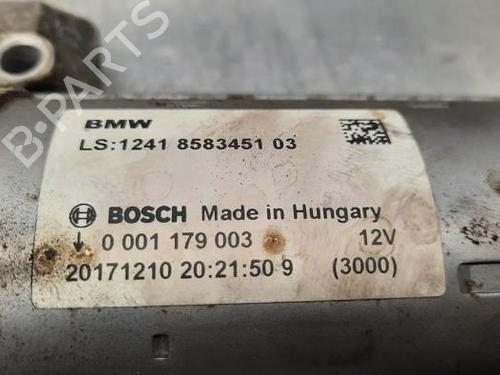 BMW
LS:1241 8583451 03
BOSCH Made in Hungary
0 001 179 003 12V
20171210 20:21:50 9 (3000)
B-PARTS